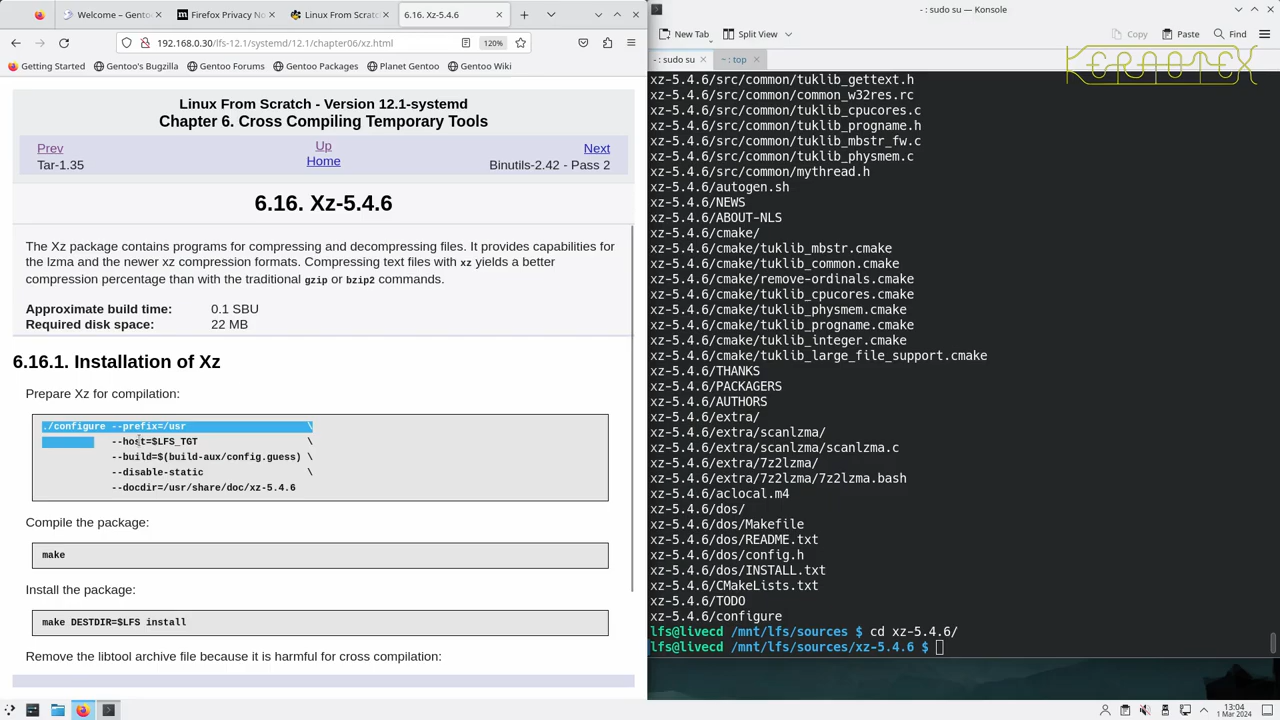 Welcome – Gento
Firefox Privacy No
Linux From Scratc
6.16. Xz-5.4.6
192.168.0.30/lfs-12.1/systemd/12.1/chapter06/xz.html
120%
Getting Started
Gentoo's Bugzilla
Gentoo Forums
Gentoo Packages
Planet Gentoo
Gentoo Wiki
Linux From Scratch - Version 12.1-systemd
Chapter 6. Cross Compiling Temporary Tools
Prev
Up
Next
Tar-1.35
Home
Binutils-2.42 - Pass 2
6.16. Xz-5.4.6
The Xz package contains programs for compressing and decompressing files. It provides capabilities for
the lzma and the newer xz compression formats. Compressing text files with xz yields a better
compression percentage than with the traditional gzip or bzip2 commands.
Approximate build time: 0.1 SBU
Required disk space: 22 MB
6.16.1. Installation of Xz
Prepare Xz for compilation:
./configure --prefix=/usr \
--host=$LFS_TGT \
--build=$(build-aux/config.guess) \
--disable-static \
--docdir=/usr/share/doc/xz-5.4.6
Compile the package:
make
Install the package:
make DESTDIR=$LFS install
Remove the libtool archive file because it is harmful for cross compilation:
- : sudo su — Konsole
New Tab
Split View
Copy
Paste
Find
- : sudo su
~ : top
KERNOTEX
xz-5.4.6/src/common/tuklib_gettext.h
xz-5.4.6/src/common/common_w32res.rc
xz-5.4.6/src/common/tuklib_cpucores.c
xz-5.4.6/src/common/tuklib_progname.h
xz-5.4.6/src/common/tuklib_mbstr_fw.c
xz-5.4.6/src/common/tuklib_physmem.c
xz-5.4.6/src/common/mythread.h
xz-5.4.6/autogen.sh
xz-5.4.6/NEWS
xz-5.4.6/ABOUT-NLS
xz-5.4.6/cmake/
xz-5.4.6/cmake/tuklib_mbstr.cmake
xz-5.4.6/cmake/tuklib_common.cmake
xz-5.4.6/cmake/remove-ordinals.cmake
xz-5.4.6/cmake/tuklib_cpucores.cmake
xz-5.4.6/cmake/tuklib_physmem.cmake
xz-5.4.6/cmake/tuklib_progname.cmake
xz-5.4.6/cmake/tuklib_integer.cmake
xz-5.4.6/cmake/tuklib_large_file_support.cmake
xz-5.4.6/THANKS
xz-5.4.6/PACKAGERS
xz-5.4.6/AUTHORS
xz-5.4.6/extra/
xz-5.4.6/extra/scanlzma/
xz-5.4.6/extra/scanlzma/scanlzma.c
xz-5.4.6/extra/7z2lzma/
xz-5.4.6/extra/7z2lzma/7z2lzma.bash
xz-5.4.6/aclocal.m4
xz-5.4.6/dos/
xz-5.4.6/dos/Makefile
xz-5.4.6/dos/README.txt
xz-5.4.6/dos/config.h
xz-5.4.6/dos/INSTALL.txt
xz-5.4.6/CMakeLists.txt
xz-5.4.6/TODO
xz-5.4.6/configure
lfs@livecd /mnt/lfs/sources $ cd xz-5.4.6/
lfs@livecd /mnt/lfs/sources/xz-5.4.6 $
13:04
1 Mar 2024